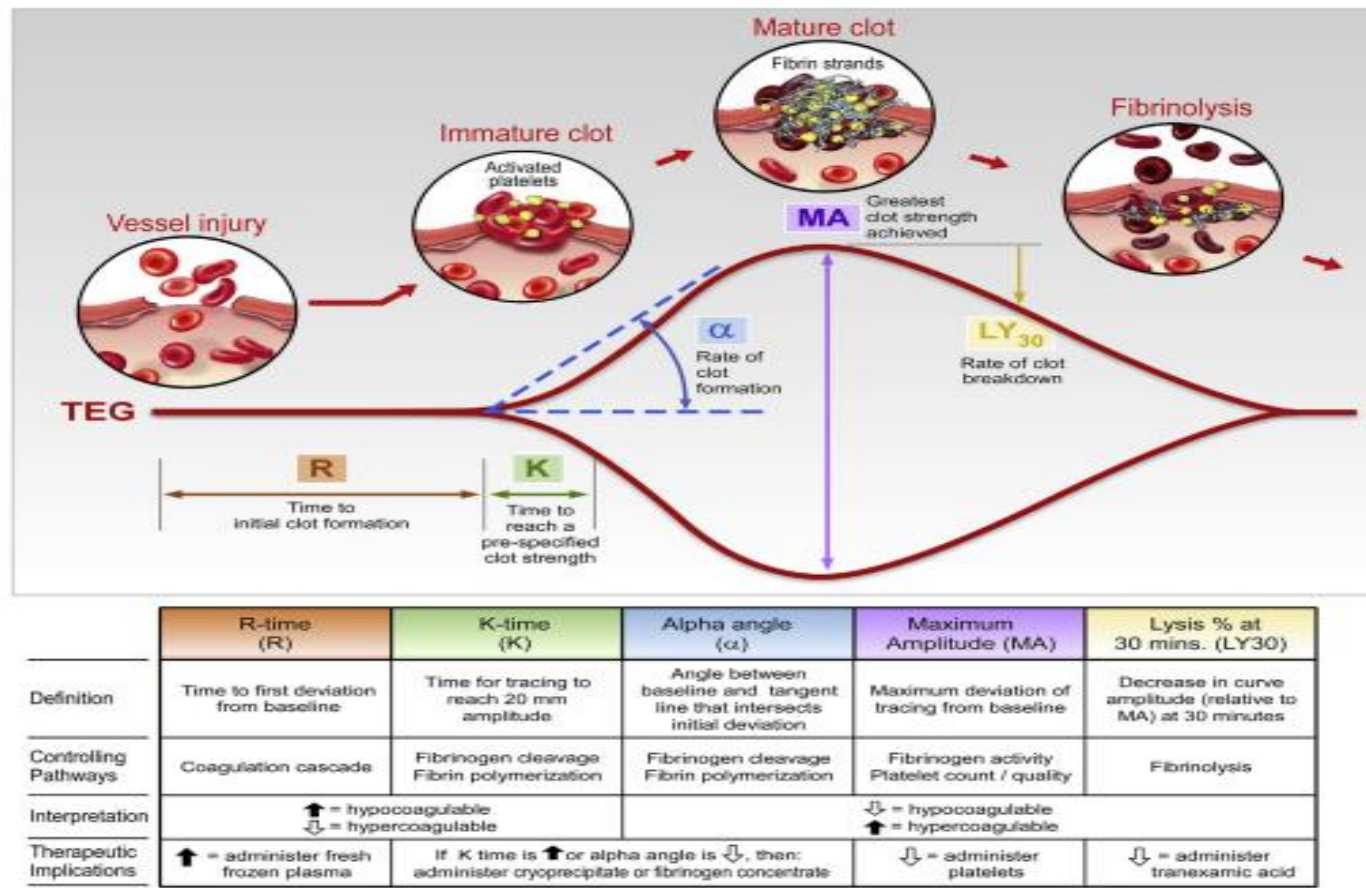 Mature clot
Fibrin strands
Fibrinolysis
Immature clot
Activated
platelets
Vessel injury
MA
Greatest
clot strength
achieved
α
Rate of
clot
formation
LY30
Rate of clot
breakdown
TEG
R
Time to
initial clot formation
K
Time to
reach a
pre-specified
clot strength
R-time
(R)
K-time
(K)
Alpha angle
(α)
Maximum
Amplitude (MA)
Lysis % at
30 mins. (LY30)
Definition
Time to first deviation
from baseline
Time for tracing to
reach 20 mm
amplitude
Angle between
baseline and tangent
line that intersects
initial deviation
Maximum deviation of
tracing from baseline
Decrease in curve
amplitude (relative to
MA) at 30 minutes
Controlling
Pathways
Coagulation cascade
Fibrinogen cleavage
Fibrin polymerization
Fibrinogen cleavage
Fibrin polymerization
Fibrinogen activity
Platelet count / quality
Fibrinolysis
Interpretation
⬆ = hypocoagulable
⇩ = hypercoagulable
⇩ = hypocoagulable
⬆ = hypercoagulable
Therapeutic
Implications
⬆ = administer fresh
frozen plasma
If K time is ⬆ or alpha angle is ⇩, then:
administer cryoprecipitate or fibrinogen concentrate
⇩ = administer
platelets
⇩ = administer
tranexamic acid